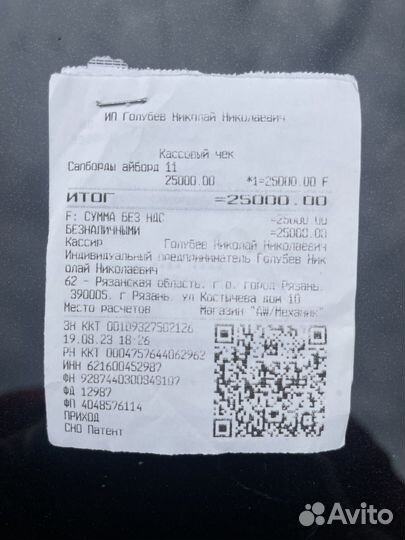 ИП Голубев Николай Николаевич
Кассовый чек
Сапборды айборд 11
25000.00 *1=25000.00 F
ИТОГ =25000.00
F: СУММА БЕЗ НДС =25000.00
БЕЗНАЛИЧНЫМИ =25000.00
Кассир Голубев Николай Николаевич
Индивидуальный предприниматель Голубев Ник
олай Николаевич
62 - Рязанская область, г.о. город Рязань,
390005, г Рязань, ул Костычева дом 10
Место расчетов Магазин "А#/Механик"
ЗН ККТ 00109327502126
19.08.23 18:26
РН ККТ 0004757644062962
ИНН 621600452987
ФН 9287440300349107
ФД 12987
ФП 4048576114
ПРИХОД
СНО Патент
Avito